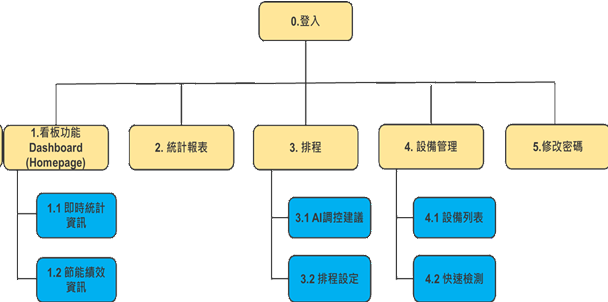 0.登入
1.看板功能
Dashboard
(Homepage)
2. 統計報表
3. 排程
4. 設備管理
5.修改密碼
1.1 即時統計
資訊
3.1 AI調控建議
4.1 設備列表
1.2 節能績效
資訊
3.2 排程設定
4.2 快速檢測